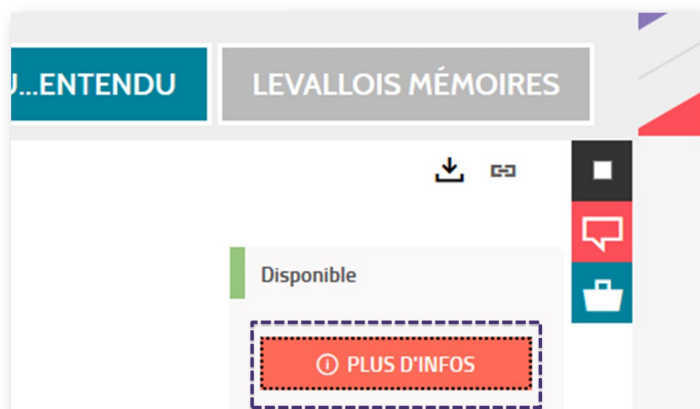 ...ENTENDU
LEVALLOIS MÉMOIRES
Disponible
PLUS D'INFOS